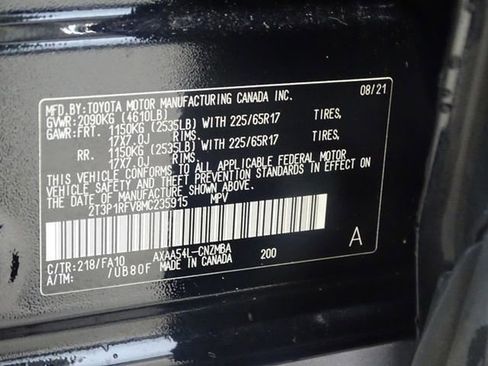 MFD.BY:TOYOTA MOTOR MANUFACTURING CANADA INC. 08/21
GVWR:2090KG (4610LB)
GAWR:FRT. 1150KG (2535LB) WITH 225/65R17 TIRES,
17X7.0J RIMS.
RR. 1150KG (2535LB) WITH 225/65R17 TIRES,
17X7.0J RIMS.
THIS VEHICLE CONFORMS TO ALL APPLICABLE FEDERAL MOTOR
VEHICLE SAFETY AND BUMPER STANDARDS IN EFFECT ON
THE DATE OF MANUFACTURE SHOWN ABOVE.
2T3P1RFV8MC235915 MPV
C/TR:218/FA10 AXAA54L-CNZMBA 200 A
A/TM: /UB80F MADE IN CANADA